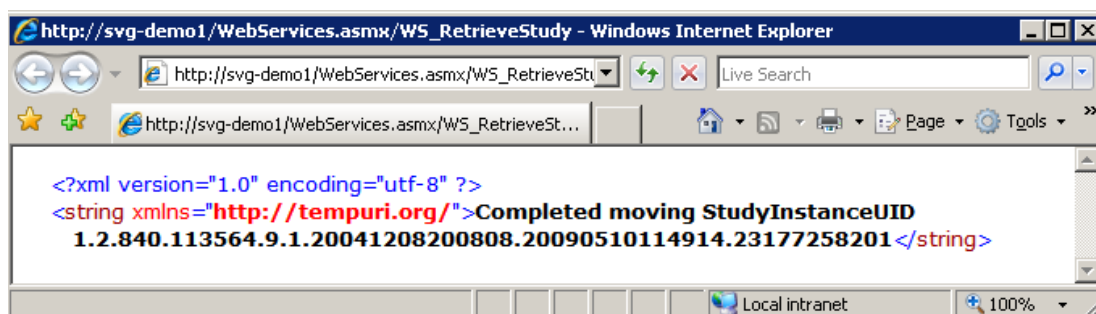 http://svg-demo1/WebServices.asmx/WS_RetrieveStudy - Windows Internet Explorer
http://svg-demo1/WebServices.asmx/WS_RetrieveStu Live Search
http://svg-demo1/WebServices.asmx/WS_RetrieveSt... Page Tools »
<?xml version="1.0" encoding="utf-8" ?>
<string xmlns="http://tempuri.org/">Completed moving StudyInstanceUID
1.2.840.113564.9.1.20041208200808.20090510114914.23177258201</string>
Local intranet 100%